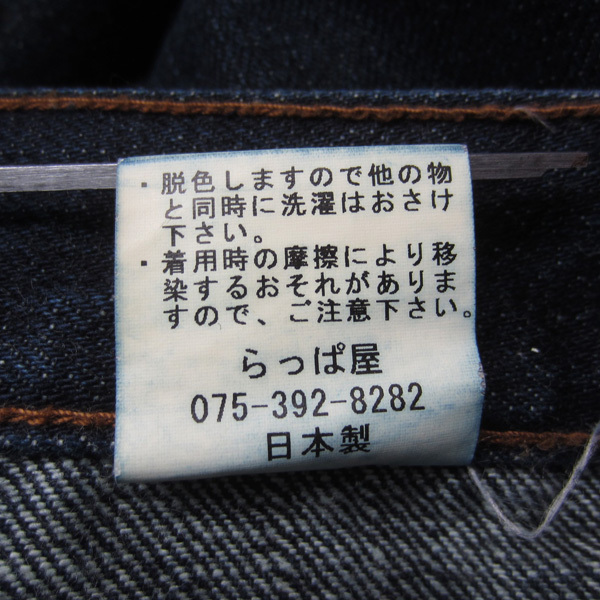 ・脱色しますので他の物
と同時に洗濯はおさけ
下さい。
・着用時の摩擦により移
染するおそれがありま
すので、ご注意下さい。
らっぱ屋
075-392-8282
日本製